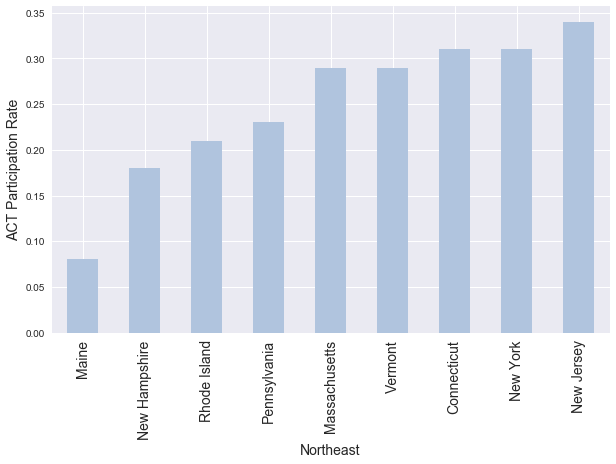 ACT Participation Rate
0.35
0.30
0.25
0.20
0.15
0.10
0.05
0.00
Maine
New Hampshire
Rhode Island
Pennsylvania
Massachusetts
Vermont
Connecticut
New York
New Jersey
Northeast